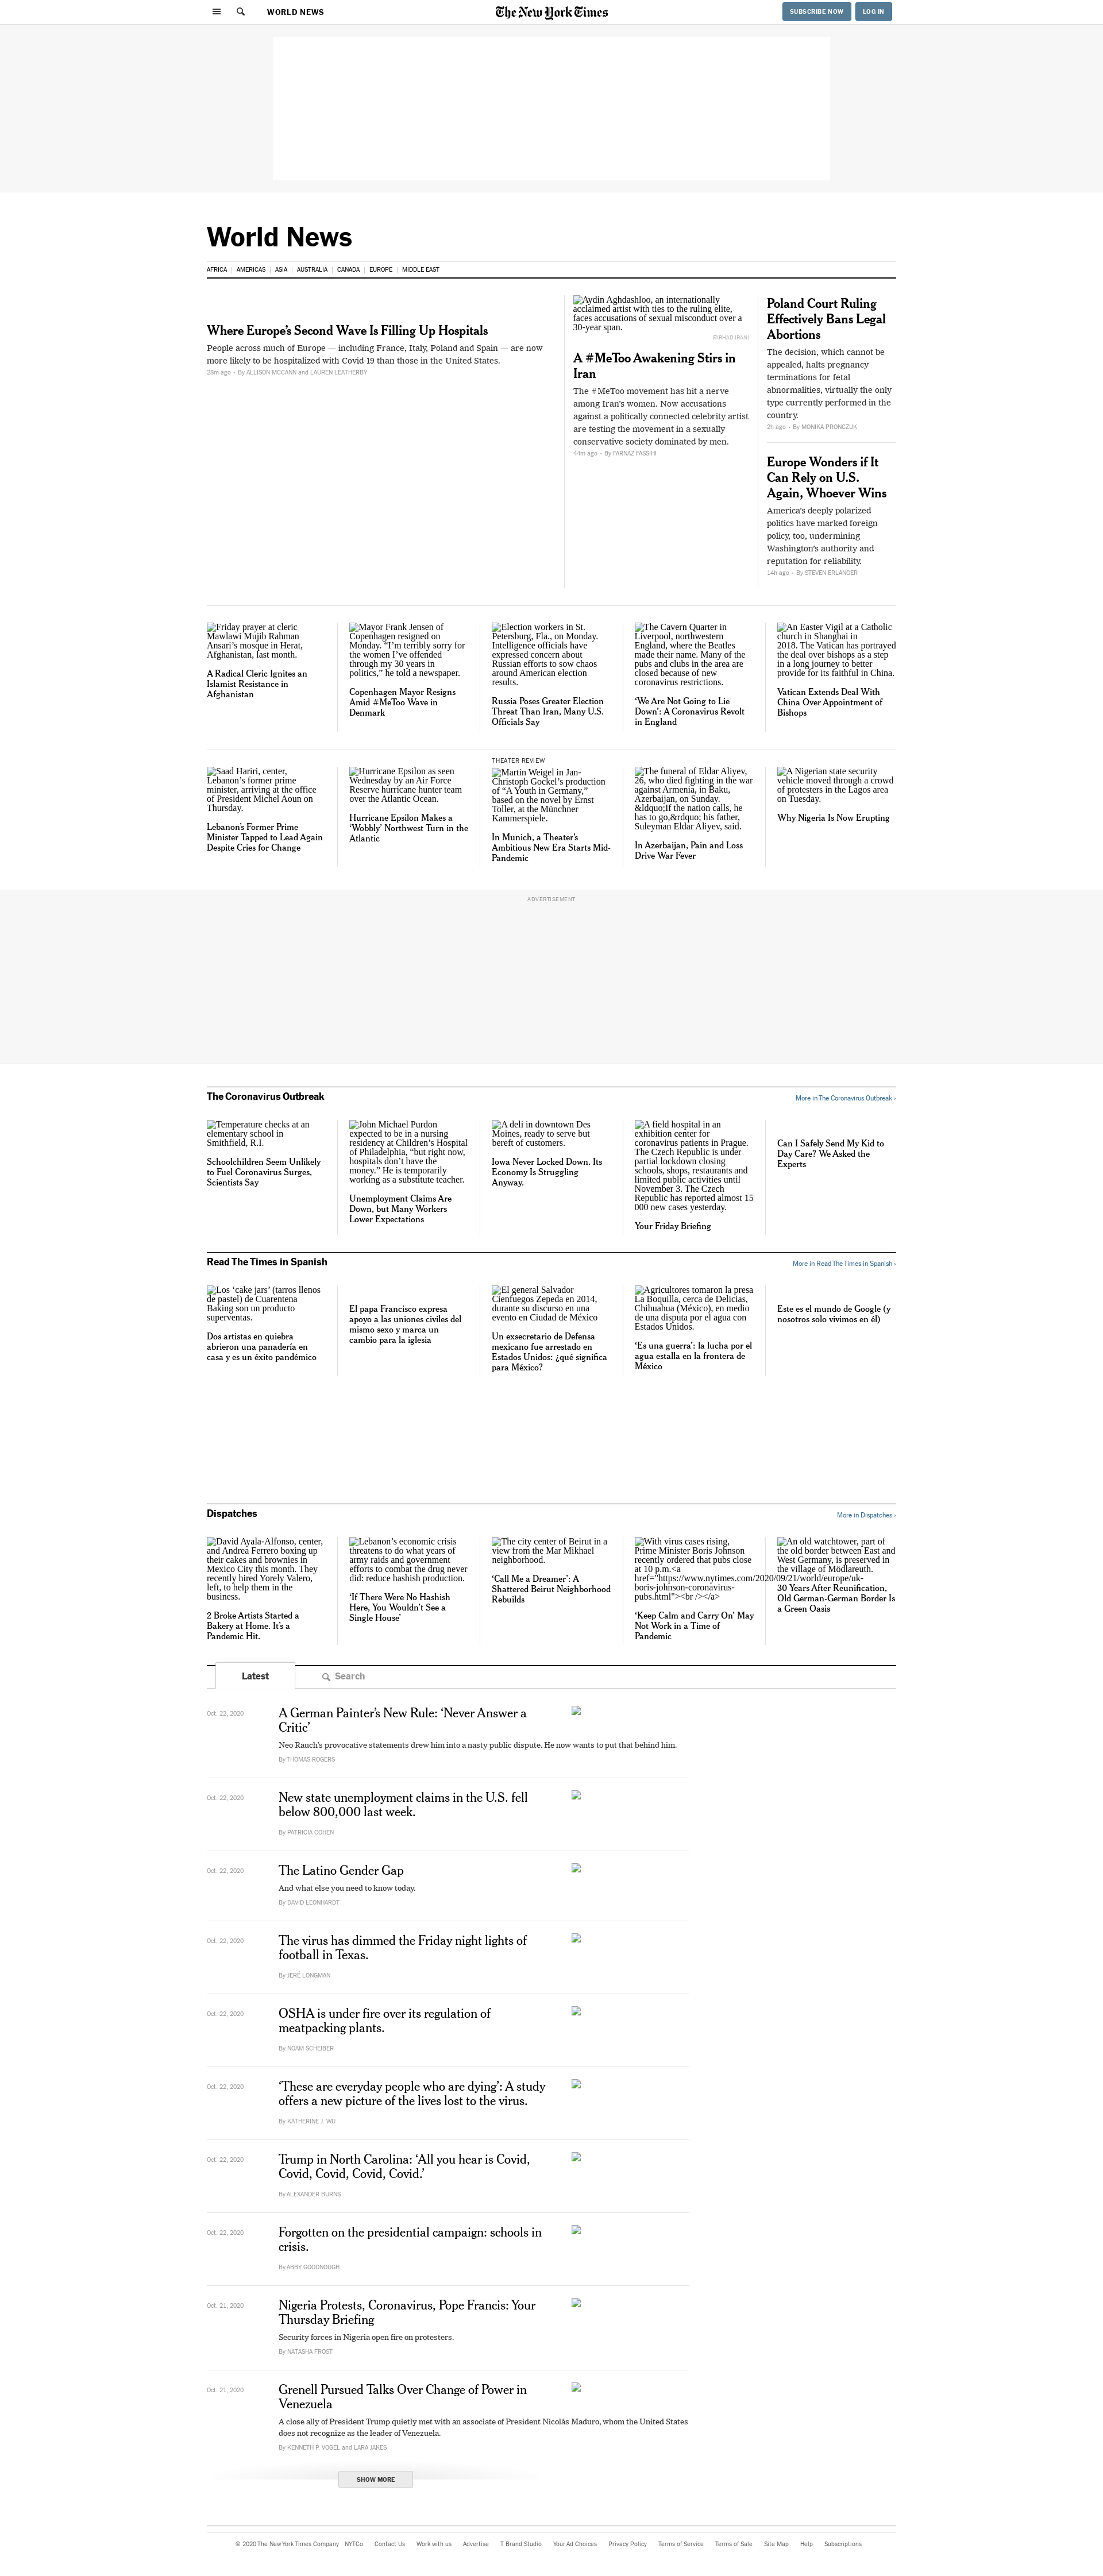 WORLD NEWS
The New York Times
SUBSCRIBE NOW
LOG IN
World News
AFRICA
AMERICAS
ASIA
AUSTRALIA
CANADA
EUROPE
MIDDLE EAST
Where Europe’s Second Wave Is Filling Up Hospitals
People across much of Europe — including France, Italy, Poland and Spain — are now
more likely to be hospitalized with Covid-19 than those in the United States.
28m ago • By ALLISON MCCANN and LAUREN LEATHERBY
Aydin Aghdashloo, an internationally
acclaimed artist with ties to the ruling elite,
faces accusations of sexual misconduct over a
30-year span.
FARHAD IRANI
A #MeToo Awakening Stirs in
Iran
The #MeToo movement has hit a nerve
among Iran’s women. Now accusations
against a politically connected celebrity artist
are testing the movement in a sexually
conservative society dominated by men.
44m ago • By FARNAZ FASSIHI
Poland Court Ruling
Effectively Bans Legal
Abortions
The decision, which cannot be
appealed, halts pregnancy
terminations for fetal
abnormalities, virtually the only
type currently performed in the
country.
2h ago • By MONIKA PRONCZUK
Europe Wonders if It
Can Rely on U.S.
Again, Whoever Wins
America’s deeply polarized
politics have marked foreign
policy, too, undermining
Washington’s authority and
reputation for reliability.
14h ago • By STEVEN ERLANGER
Friday prayer at cleric
Mawlawi Mujib Rahman
Ansari’s mosque in Herat,
Afghanistan, last month.
A Radical Cleric Ignites an
Islamist Resistance in
Afghanistan
Mayor Frank Jensen of
Copenhagen resigned on
Monday. “I’m terribly sorry for
the women I’ve offended
through my 30 years in
politics,” he told a newspaper.
Copenhagen Mayor Resigns
Amid #MeToo Wave in
Denmark
Election workers in St.
Petersburg, Fla., on Monday.
Intelligence officials have
expressed concern about
Russian efforts to sow chaos
around American election
results.
Russia Poses Greater Election
Threat Than Iran, Many U.S.
Officials Say
The Cavern Quarter in
Liverpool, northwestern
England, where the Beatles
made their name. Many of the
pubs and clubs in the area are
closed because of new
coronavirus restrictions.
‘We Are Not Going to Lie
Down’: A Coronavirus Revolt
in England
An Easter Vigil at a Catholic
church in Shanghai in
2018. The Vatican has portrayed
the deal over bishops as a step
in a long journey to better
provide for its faithful in China.
Vatican Extends Deal With
China Over Appointment of
Bishops
Saad Hariri, center,
Lebanon’s former prime
minister, arriving at the office
of President Michel Aoun on
Thursday.
Lebanon’s Former Prime
Minister Tapped to Lead Again
Despite Cries for Change
Hurricane Epsilon as seen
Wednesday by an Air Force
Reserve hurricane hunter team
over the Atlantic Ocean.
Hurricane Epsilon Makes a
‘Wobbly’ Northwest Turn in the
Atlantic
THEATER REVIEW
Martin Weigel in Jan-
Christoph Gockel’s production
of “A Youth in Germany,”
based on the novel by Ernst
Toller, at the Münchner
Kammerspiele.
In Munich, a Theater’s
Ambitious New Era Starts Mid-
Pandemic
The funeral of Eldar Aliyev,
26, who died fighting in the war
against Armenia, in Baku,
Azerbaijan, on Sunday.
&ldquo;If the nation calls, he
has to go,&rdquo; his father,
Suleyman Eldar Aliyev, said.
In Azerbaijan, Pain and Loss
Drive War Fever
A Nigerian state security
vehicle moved through a crowd
of protesters in the Lagos area
on Tuesday.
Why Nigeria Is Now Erupting
ADVERTISEMENT
The Coronavirus Outbreak
More in The Coronavirus Outbreak ›
Temperature checks at an
elementary school in
Smithfield, R.I.
Schoolchildren Seem Unlikely
to Fuel Coronavirus Surges,
Scientists Say
John Michael Purdon
expected to be in a nursing
residency at Children’s Hospital
of Philadelphia, “but right now,
hospitals don’t have the
money.” He is temporarily
working as a substitute teacher.
Unemployment Claims Are
Down, but Many Workers
Lower Expectations
A deli in downtown Des
Moines, ready to serve but
bereft of customers.
Iowa Never Locked Down. Its
Economy Is Struggling
Anyway.
A field hospital in an
exhibition center for
coronavirus patients in Prague.
The Czech Republic is under
partial lockdown closing
schools, shops, restaurants and
limited public activities until
November 3. The Czech
Republic has reported almost 15
000 new cases yesterday.
Your Friday Briefing
Can I Safely Send My Kid to
Day Care? We Asked the
Experts
Read The Times in Spanish
More in Read The Times in Spanish ›
Los ‘cake jars’ (tarros llenos
de pastel) de Cuarentena
Baking son un producto
superventas.
Dos artistas en quiebra
abrieron una panadería en
casa y es un éxito pandémico
El papa Francisco expresa
apoyo a las uniones civiles del
mismo sexo y marca un
cambio para la iglesia
El general Salvador
Cienfuegos Zepeda en 2014,
durante su discurso en una
evento en Ciudad de México
Un exsecretario de Defensa
mexicano fue arrestado en
Estados Unidos: ¿qué significa
para México?
Agricultores tomaron la presa
La Boquilla, cerca de Delicias,
Chihuahua (México), en medio
de una disputa por el agua con
Estados Unidos.
‘Es una guerra’: la lucha por el
agua estalla en la frontera de
México
Este es el mundo de Google (y
nosotros solo vivimos en él)
Dispatches
More in Dispatches ›
David Ayala-Alfonso, center,
and Andrea Ferrero boxing up
their cakes and brownies in
Mexico City this month. They
recently hired Yorely Valero,
left, to help them in the
business.
2 Broke Artists Started a
Bakery at Home. It’s a
Pandemic Hit.
Lebanon’s economic crisis
threatens to do what years of
army raids and government
efforts to combat the drug never
did: reduce hashish production.
‘If There Were No Hashish
Here, You Wouldn’t See a
Single House’
The city center of Beirut in a
view from the Mar Mikhael
neighborhood.
‘Call Me a Dreamer’: A
Shattered Beirut Neighborhood
Rebuilds
With virus cases rising,
Prime Minister Boris Johnson
recently ordered that pubs close
at 10 p.m.<a
href="https://www.nytimes.com/2020/09/21/world/europe/uk-
boris-johnson-coronavirus-
pubs.html"><br /></a>
‘Keep Calm and Carry On’ May
Not Work in a Time of
Pandemic
An old watchtower, part of
the old border between East and
West Germany, is preserved in
the village of Mödlareuth.
30 Years After Reunification,
Old German-German Border Is
a Green Oasis
Latest
Search
Oct. 22, 2020
A German Painter’s New Rule: ‘Never Answer a
Critic’
Neo Rauch’s provocative statements drew him into a nasty public dispute. He now wants to put that behind him.
By THOMAS ROGERS
Oct. 22, 2020
New state unemployment claims in the U.S. fell
below 800,000 last week.
By PATRICIA COHEN
Oct. 22, 2020
The Latino Gender Gap
And what else you need to know today.
By DAVID LEONHARDT
Oct. 22, 2020
The virus has dimmed the Friday night lights of
football in Texas.
By JERÉ LONGMAN
Oct. 22, 2020
OSHA is under fire over its regulation of
meatpacking plants.
By NOAM SCHEIBER
Oct. 22, 2020
‘These are everyday people who are dying’: A study
offers a new picture of the lives lost to the virus.
By KATHERINE J. WU
Oct. 22, 2020
Trump in North Carolina: ‘All you hear is Covid,
Covid, Covid, Covid, Covid.’
By ALEXANDER BURNS
Oct. 22, 2020
Forgotten on the presidential campaign: schools in
crisis.
By ABBY GOODNOUGH
Oct. 21, 2020
Nigeria Protests, Coronavirus, Pope Francis: Your
Thursday Briefing
Security forces in Nigeria open fire on protesters.
By NATASHA FROST
Oct. 21, 2020
Grenell Pursued Talks Over Change of Power in
Venezuela
A close ally of President Trump quietly met with an associate of President Nicolás Maduro, whom the United States
does not recognize as the leader of Venezuela.
By KENNETH P. VOGEL and LARA JAKES
SHOW MORE
© 2020 The New York Times Company
NYTCo
Contact Us
Work with us
Advertise
T Brand Studio
Your Ad Choices
Privacy Policy
Terms of Service
Terms of Sale
Site Map
Help
Subscriptions